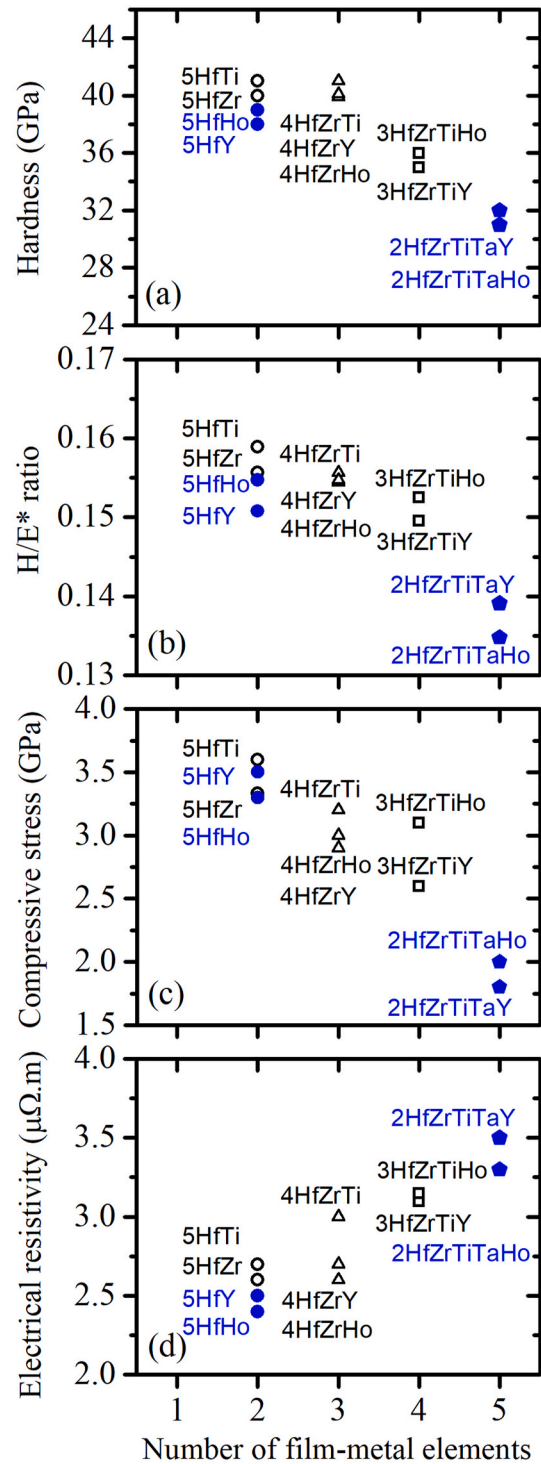 Hardness (GPa)
44
40
36
32
28
24
5HfTi
5HfZr
5HfHo
5HfY
4HfZrTi
4HfZrY
4HfZrHo
3HfZrTiHo
3HfZrTiY
2HfZrTiTaY
2HfZrTiTaHo
(a)
H/E* ratio
0.17
0.16
0.15
0.14
0.13
5HfTi
5HfZr
5HfHo
5HfY
4HfZrTi
4HfZrY
4HfZrHo
3HfZrTiHo
3HfZrTiY
2HfZrTiTaY
2HfZrTiTaHo
(b)
Compressive stress (GPa)
4.0
3.5
3.0
2.5
2.0
1.5
5HfTi
5HfY
5HfZr
5HfHo
4HfZrTi
4HfZrHo
4HfZrY
3HfZrTiHo
3HfZrTiY
2HfZrTiTaHo
2HfZrTiTaY
(c)
Electrical resistivity (μΩ.m)
4.0
3.5
3.0
2.5
2.0
5HfTi
5HfZr
5HfY
5HfHo
4HfZrTi
4HfZrY
4HfZrHo
3HfZrTiHo
3HfZrTiY
2HfZrTiTaY
2HfZrTiTaHo
(d)
1 2 3 4 5
Number of film-metal elements